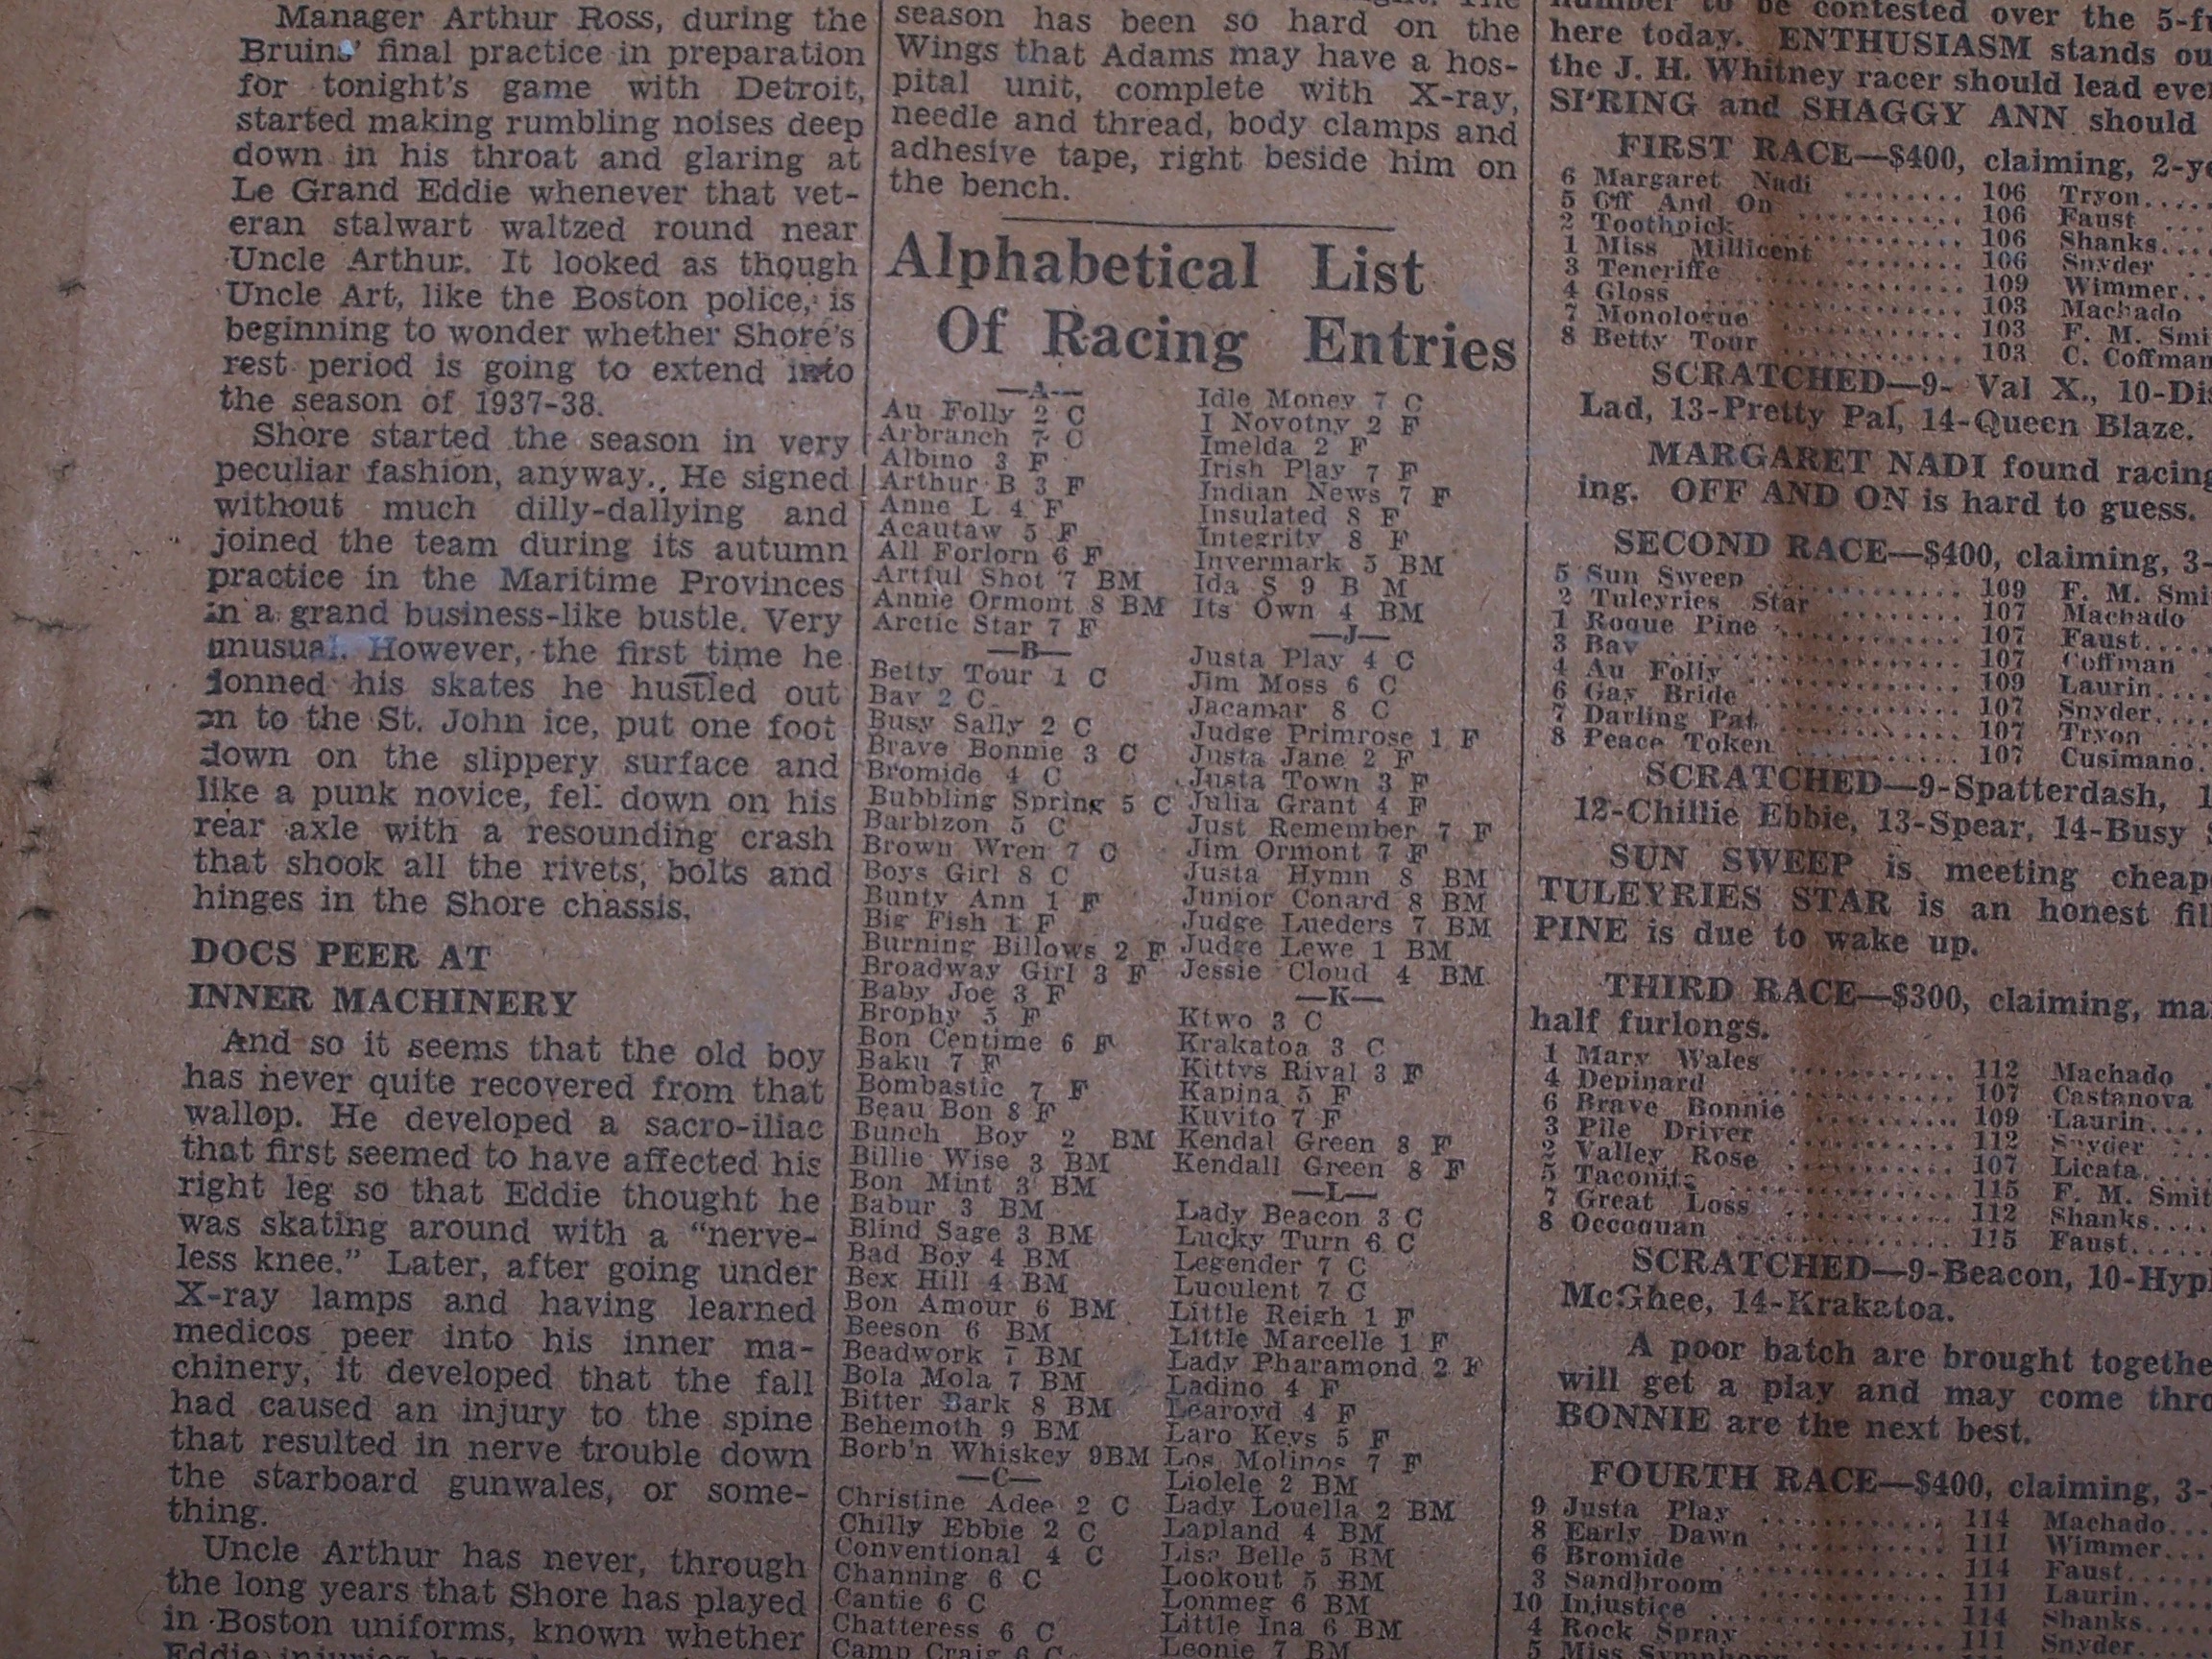 Manager Arthur Ross, during the
Bruins' final practice in preparation
for tonight's game with Detroit,
started making rumbling noises deep
down in his throat and glaring at
Le Grand Eddie whenever that vet-
eran stalwart waltzed round near
Uncle Arthur. It looked as though
Uncle Art, like the Boston police, is
beginning to wonder whether Shore's
rest period is going to extend into
the season of 1937-38.
Shore started the season in very
peculiar fashion, anyway. He signed
without much dilly-dallying and
joined the team during its autumn
practice in the Maritime Provinces
in a grand business-like bustle. Very
unusual. However, the first time he
donned his skates he hustled out
on to the St. John ice, put one foot
down on the slippery surface and
like a punk novice, fell down on his
rear axle with a resounding crash
that shook all the rivets, bolts and
hinges in the Shore chassis.
DOCS PEER AT
INNER MACHINERY
And so it seems that the old boy
has never quite recovered from that
wallop. He developed a sacro-iliac
that first seemed to have affected his
right leg so that Eddie thought he
was skating around with a "nerve-
less knee." Later, after going under
X-ray lamps and having learned
medicos peer into his inner ma-
chinery, it developed that the fall
had caused an injury to the spine
that resulted in nerve trouble down
the starboard gunwales, or some-
thing.
Uncle Arthur has never, through
the long years that Shore has played
in Boston uniforms, known whether
season has been so hard on the
Wings that Adams may have a hos-
pital unit, complete with X-ray,
needle and thread, body clamps and
adhesive tape, right beside him on
the bench.
Alphabetical List
Of Racing Entries
—A—
Au Folly 2 C
Arbranch 7 C
Albino 3 F
Arthur B 3 F
Anne L 4 F
Acautaw 5 F
All Forlorn 6 F
Artful Shot 7 BM
Annie Ormont 8 BM
Arctic Star 7 F
—B—
Betty Tour 1 C
Bay 2 C
Busy Sally 2 C
Brave Bonnie 3 C
Bromide 4 C
Bubbling Spring 5 C
Barbizon 5 C
Brown Wren 7 C
Boys Girl 8 C
Bunty Ann 1 F
Big Fish 1 F
Burning Billows 2 F
Broadway Girl 3 F
Baby Joe 3 F
Brophy 5 F
Bon Centime 6 F
Baku 7 F
Bombastic 7 F
Beau Bon 8 F
Bunch Boy 2 BM
Billie Wise 3 BM
Bon Mint 3 BM
Babur 3 BM
Blind Sage 3 BM
Bad Boy 4 BM
Bex Hill 4 BM
Bon Amour 6 BM
Beeson 6 BM
Beadwork 7 BM
Bola Mola 7 BM
Bitter Bark 8 BM
Behemoth 9 BM
Borb'n Whiskey 9BM
—C—
Christine Adee 2 C
Chilly Ebbie 2 C
Conventional 4 C
Channing 6 C
Cantie 6 C
Chatteress 6 C
Camp Craig 6 C
Idle Money 7 C
I Novotny 2 F
Imelda 2 F
Irish Play 7 F
Indian News 7 F
Insulated 8 F
Integrity 8 F
Invermark 5 BM
Ida S 9 B M
Its Own 4 BM
—J—
Justa Play 4 C
Jim Moss 6 C
Jacamar 8 C
Judge Primrose 1 F
Justa Jane 2 F
Justa Town 3 F
Julia Grant 4 F
Just Remember 7 F
Jim Ormont 7 F
Justa Hymn 8 BM
Junior Conard 8 BM
Judge Lueders 7 BM
Judge Lewe 1 BM
Jessie Cloud 4 BM
—K—
Ktwo 3 C
Krakatoa 3 C
Kittys Rival 3 F
Kapina 5 F
Kuvito 7 F
Kendal Green 8 F
Kendall Green 8 F
—L—
Lady Beacon 3 C
Lucky Turn 6 C
Legender 7 C
Luculent 7 C
Little Reigh 1 F
Little Marcelle 1 F
Lady Pharamond 2 F
Ladino 4 F
Learoyd 4 F
Laro Keys 5 F
Los Molinos 7 F
Liolele 2 BM
Lady Louella 2 BM
Lapland 4 BM
Lisa Belle 5 BM
Lookout 5 BM
Lonmeg 6 BM
Little Ina 6 BM
Leonie 7 BM
number to be contested over the 5-f
here today. ENTHUSIASM stands ou
the J. H. Whitney racer should lead eve
SPRING and SHAGGY ANN should
FIRST RACE—$400, claiming, 2-ye
6 Margaret Nadi ........ 106 Tryon....
5 Off And On ........ 106 Faust ...
2 Toothpick ........ 106 Shanks...
1 Miss Millicent ........ 106 Snyder ..
3 Teneriffe ........ 109 Wimmer..
4 Gloss ........ 103 Machado
7 Monologue ........ 103 F. M. Smi
8 Betty Tour ........ 103 C. Coffman
SCRATCHED—9- Val X., 10-Di
Lad, 13-Pretty Pal, 14-Queen Blaze.
MARGARET NADI found racing
ing. OFF AND ON is hard to guess.
SECOND RACE—$400, claiming, 3-
5 Sun Sweep ........ 109 F. M. Smi
2 Tuleyries Star ........ 107 Machado
1 Rogue Pine ........ 107 Faust....
3 Bay ........ 107 Coffman
4 Au Folly ........ 109 Laurin...
6 Gay Bride ........ 107 Snyder...
7 Darling Pat ........ 107 Tryon ...
8 Peace Token ........ 107 Cusimano.
SCRATCHED—9-Spatterdash, 1
12-Chillie Ebbie, 13-Spear, 14-Busy
SUN SWEEP is meeting cheap
TULEYRIES STAR is an honest fil
PINE is due to wake up.
THIRD RACE—$300, claiming, ma
half furlongs.
1 Mary Wales ........ 112 Machado
4 Depinard ........ 107 Castanova
6 Brave Bonnie ........ 109 Laurin....
3 Pile Driver ........ 112 Snyder ...
2 Valley Rose ........ 107 Licata....
5 Taconite ........ 115 F. M. Smit
7 Great Loss ........ 112 Shanks....
8 Occoquan ........ 115 Faust.....
SCRATCHED—9-Beacon, 10-Hyp
McGhee, 14-Krakatoa.
A poor batch are brought togethe
will get a play and may come thro
BONNIE are the next best.
FOURTH RACE—$400, claiming, 3-
9 Justa Play ........ 114 Machado...
8 Early Dawn ........ 111 Wimmer...
6 Bromide ........ 114 Faust.....
3 Sandbroom ........ 111 Laurin....
10 Injustice ........ 114 Shanks....
4 Rock Spray ........ 111 Snyder....
5 Miss